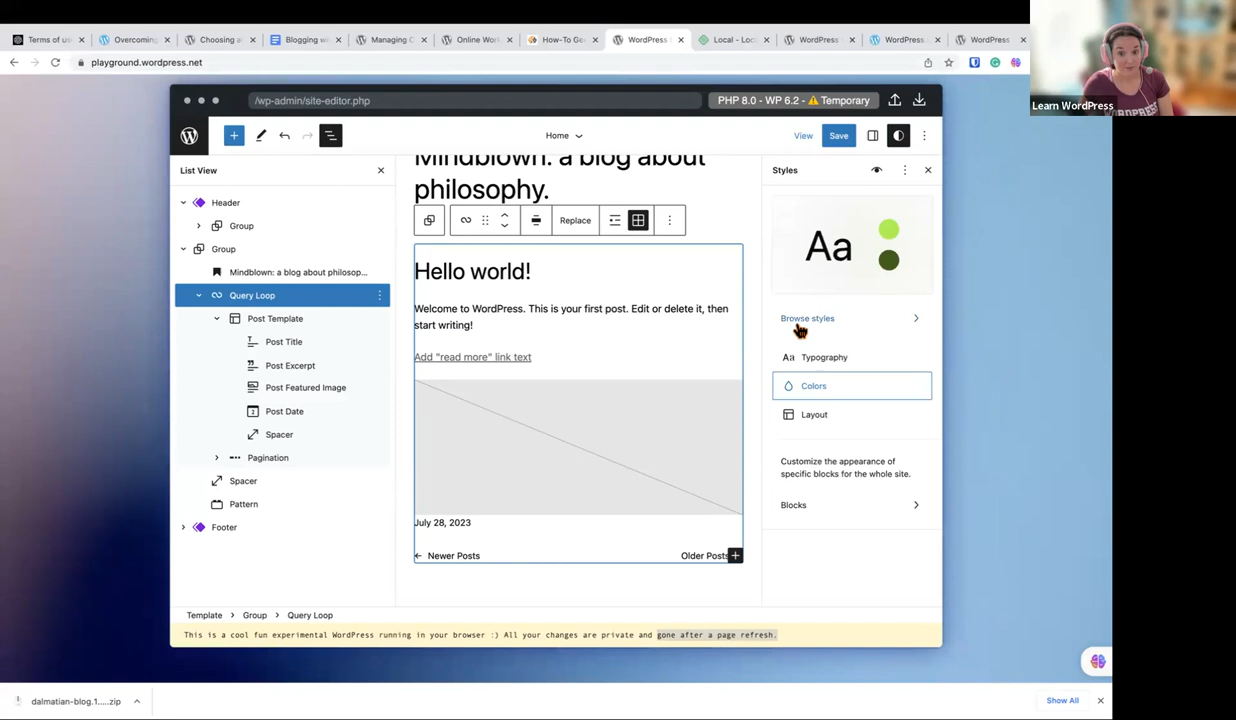 Terms of us
Overcoming
Choosing a
Blogging wi
Managing C
Online Wor
How-To Ge
WordPress
Local - Loc
WordPress
WordPress
WordPress
playground.wordpress.net
Learn WordPress
/wp-admin/site-editor.php
PHP 8.0 - WP 6.2 - ⚠ Temporary
Home
View
Save
List View
Header
Group
Group
Mindblown: a blog about philosop...
Query Loop
Post Template
Post Title
Post Excerpt
Post Featured Image
Post Date
Spacer
Pagination
Spacer
Pattern
Footer
Mindblown: a blog about
philosophy.
Replace
Hello world!
Welcome to WordPress. This is your first post. Edit or delete it, then
start writing!
Add "read more" link text
July 28, 2023
← Newer Posts
Older Posts
Styles
Aa
Browse styles
Aa Typography
Colors
Layout
Customize the appearance of
specific blocks for the whole site.
Blocks
Template > Group > Query Loop
This is a cool fun experimental WordPress running in your browser :) All your changes are private and gone after a page refresh.
dalmatian-blog.1.....zip
Show All